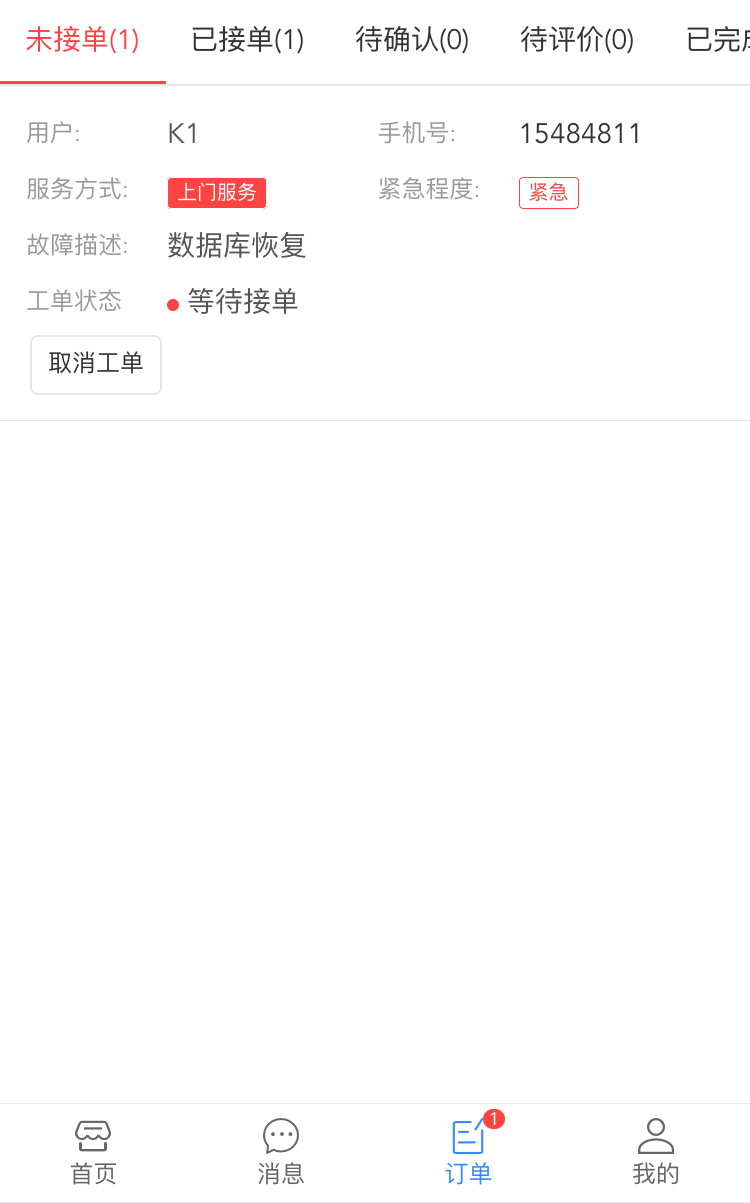 未接单(1) 已接单(1) 待确认(0) 待评价(0) 已完成
用户: K1 手机号: 15484811
服务方式: 上门服务 紧急程度: 紧急
故障描述: 数据库恢复
工单状态 等待接单
取消工单
1
首页 消息 订单 我的